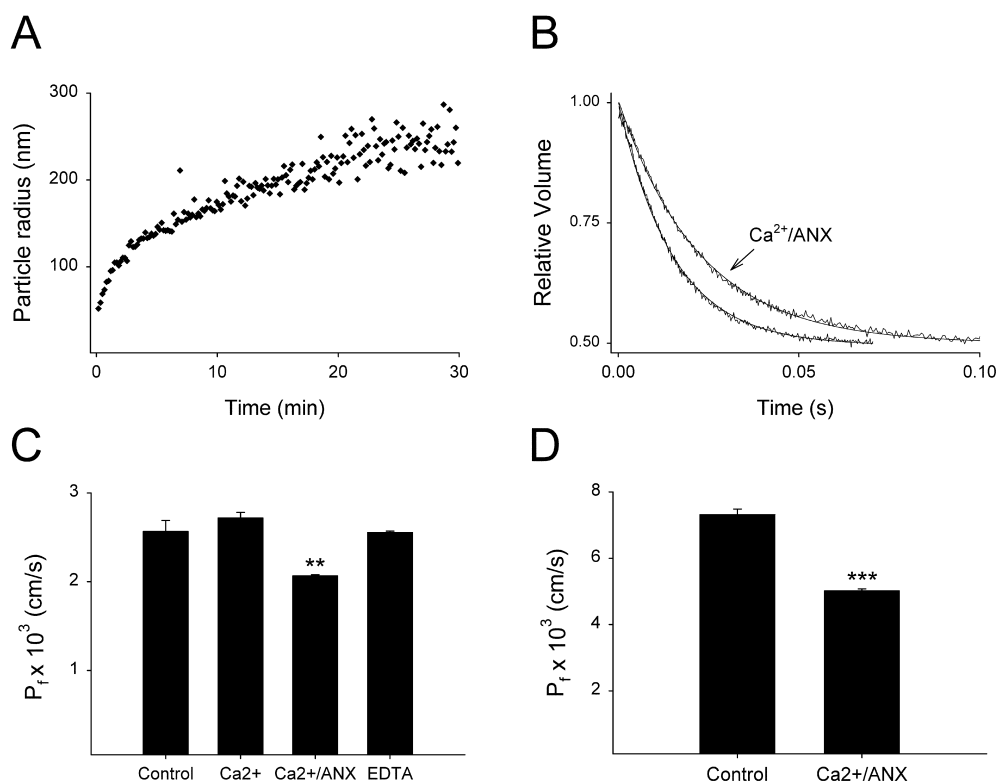 A
300
200
100
Particle radius (nm)
0
10
20
30
Time (min)
B
1.00
0.75
0.50
Relative Volume
Ca²⁺/ANX
0.00
0.05
0.10
Time (s)
C
3
2
1
P_f x 10³ (cm/s)
**
Control
Ca2+
Ca2+/ANX
EDTA
D
8
6
4
2
P_f x 10³ (cm/s)
***
Control
Ca2+/ANX